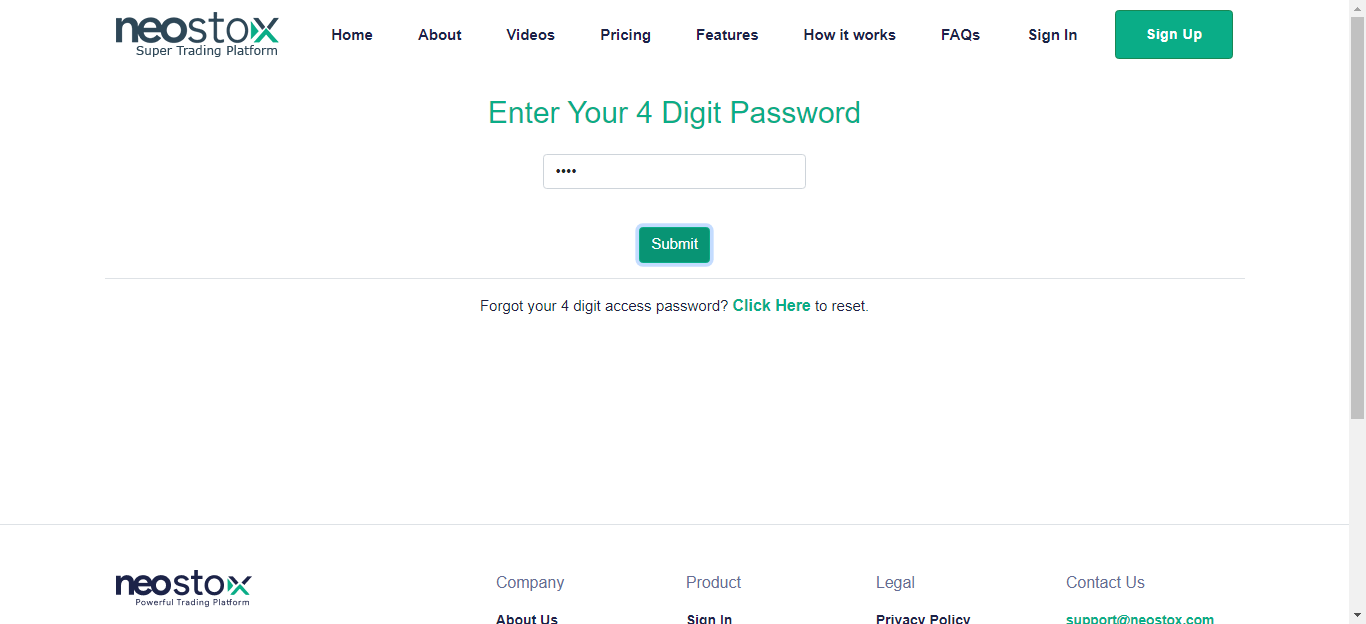 neostox
Super Trading Platform
Home About Videos Pricing Features How it works FAQs Sign In Sign Up
Enter Your 4 Digit Password
••••
Submit
Forgot your 4 digit access password? Click Here to reset.
neostox
Powerful Trading Platform
Company Product Legal Contact Us
About Us Sign In Privacy Policy support@neostox.com